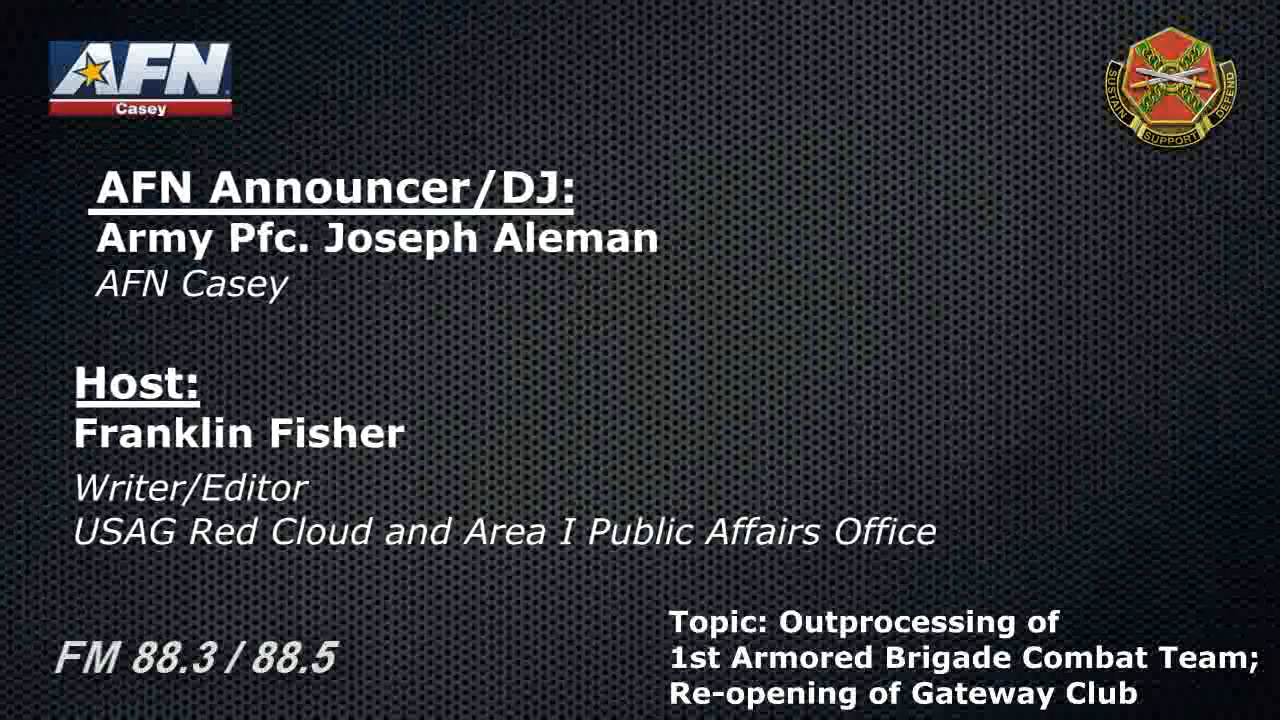 AFN
Casey
SUSTAIN
SUPPORT
DEFEND
AFN Announcer/DJ:
Army Pfc. Joseph Aleman
AFN Casey
Host:
Franklin Fisher
Writer/Editor
USAG Red Cloud and Area I Public Affairs Office
FM 88.3 / 88.5
Topic: Outprocessing of
1st Armored Brigade Combat Team;
Re-opening of Gateway Club